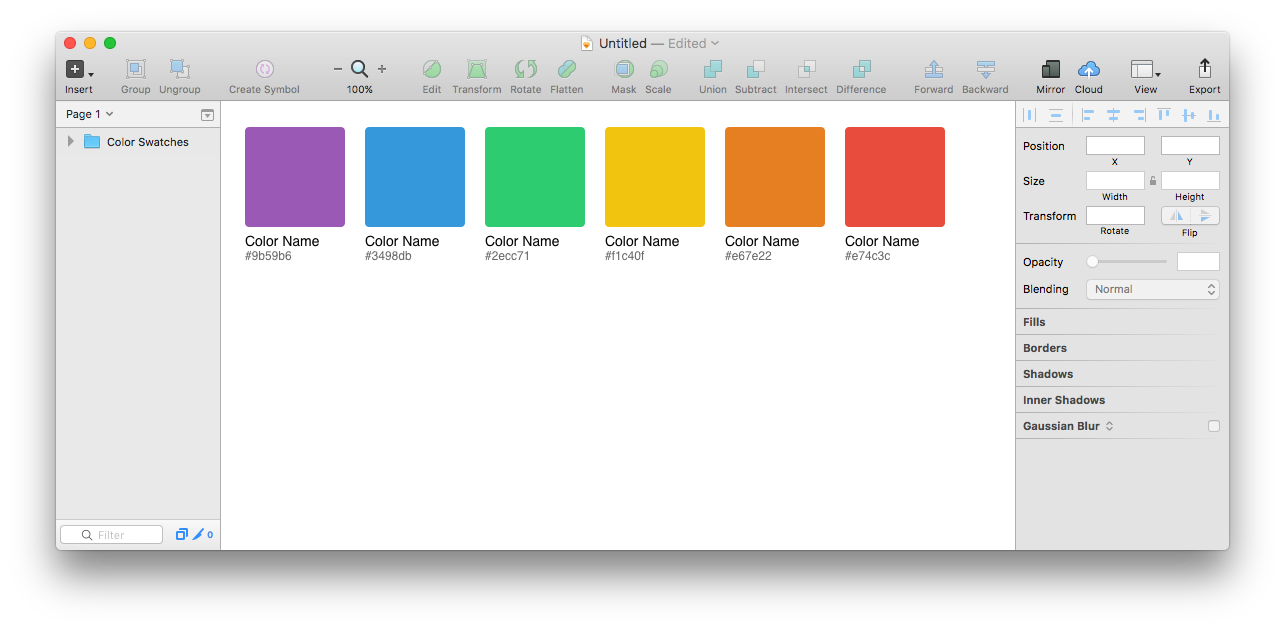 Untitled — Edited
Insert Group Ungroup Create Symbol 100% Edit Transform Rotate Flatten Mask Scale Union Subtract Intersect Difference Forward Backward Mirror Cloud View Export
Page 1
Color Swatches
Color Name Color Name Color Name Color Name Color Name Color Name
#9b59b6 #3498db #2ecc71 #f1c40f #e67e22 #e74c3c
Filter
0
Position
X Y
Size
Width Height
Transform
Rotate Flip
Opacity
Blending Normal
Fills
Borders
Shadows
Inner Shadows
Gaussian Blur